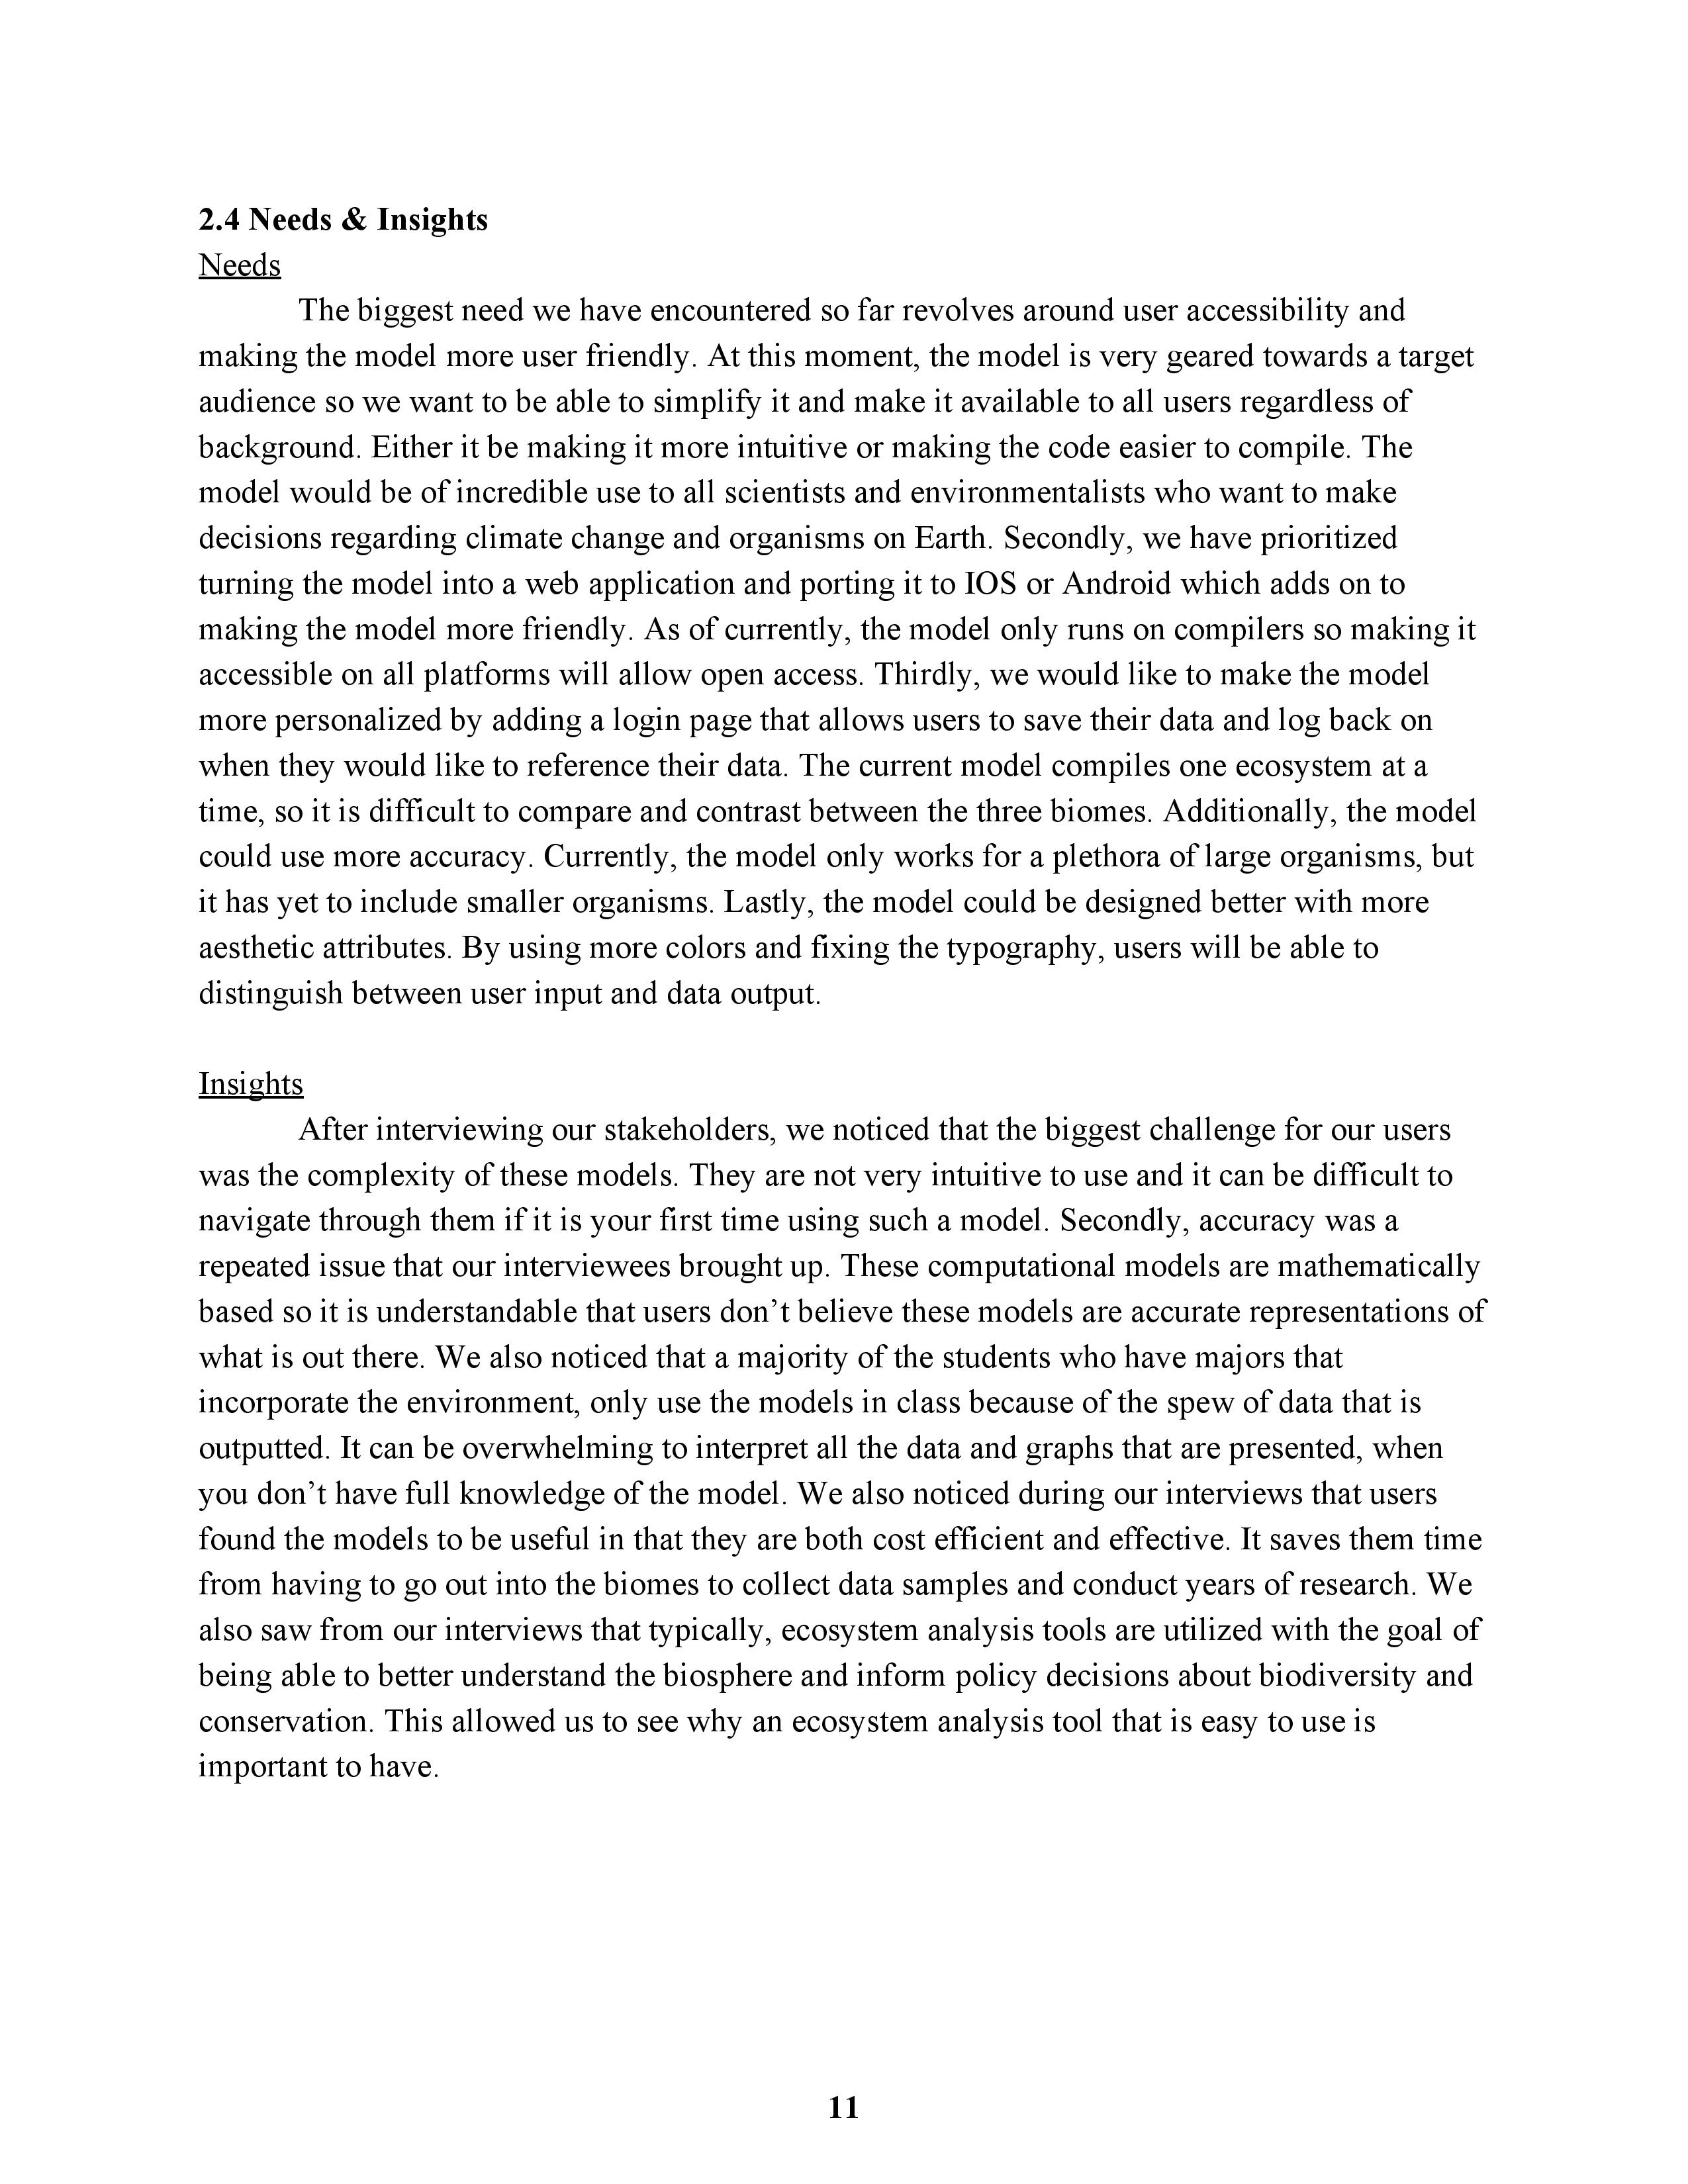 2.4 Needs & Insights
Needs
The biggest need we have encountered so far revolves around user accessibility and
making the model more user friendly. At this moment, the model is very geared towards a target
audience so we want to be able to simplify it and make it available to all users regardless of
background. Either it be making it more intuitive or making the code easier to compile. The
model would be of incredible use to all scientists and environmentalists who want to make
decisions regarding climate change and organisms on Earth. Secondly, we have prioritized
turning the model into a web application and porting it to IOS or Android which adds on to
making the model more friendly. As of currently, the model only runs on compilers so making it
accessible on all platforms will allow open access. Thirdly, we would like to make the model
more personalized by adding a login page that allows users to save their data and log back on
when they would like to reference their data. The current model compiles one ecosystem at a
time, so it is difficult to compare and contrast between the three biomes. Additionally, the model
could use more accuracy. Currently, the model only works for a plethora of large organisms, but
it has yet to include smaller organisms. Lastly, the model could be designed better with more
aesthetic attributes. By using more colors and fixing the typography, users will be able to
distinguish between user input and data output.
Insights
After interviewing our stakeholders, we noticed that the biggest challenge for our users
was the complexity of these models. They are not very intuitive to use and it can be difficult to
navigate through them if it is your first time using such a model. Secondly, accuracy was a
repeated issue that our interviewees brought up. These computational models are mathematically
based so it is understandable that users don’t believe these models are accurate representations of
what is out there. We also noticed that a majority of the students who have majors that
incorporate the environment, only use the models in class because of the spew of data that is
outputted. It can be overwhelming to interpret all the data and graphs that are presented, when
you don’t have full knowledge of the model. We also noticed during our interviews that users
found the models to be useful in that they are both cost efficient and effective. It saves them time
from having to go out into the biomes to collect data samples and conduct years of research. We
also saw from our interviews that typically, ecosystem analysis tools are utilized with the goal of
being able to better understand the biosphere and inform policy decisions about biodiversity and
conservation. This allowed us to see why an ecosystem analysis tool that is easy to use is
important to have.
11